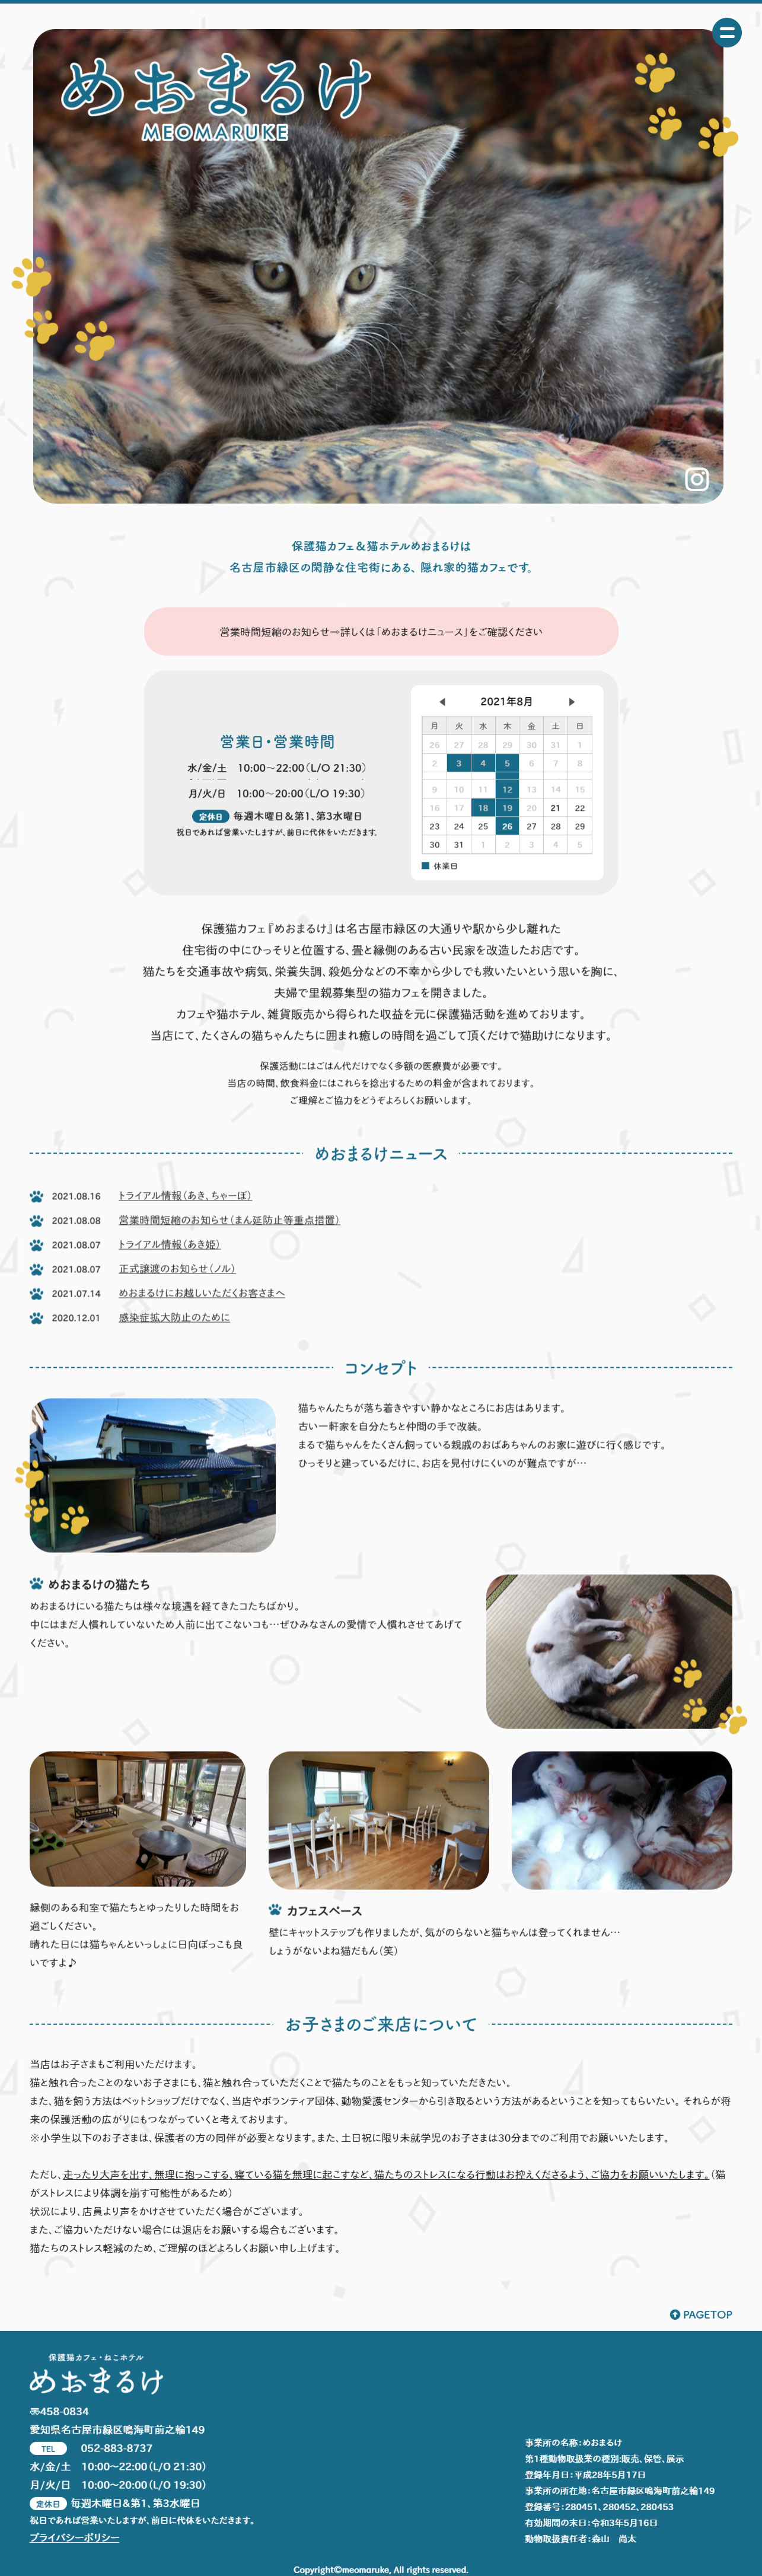 めおまるけ
MEOMARUKE
保護猫カフェ＆猫ホテルめおまるけは
名古屋市緑区の閑静な住宅街にある、隠れ家的猫カフェです。
営業時間短縮のお知らせ⇒詳しくは「めおまるけニュース」をご確認ください
営業日・営業時間
水/金/土　10:00～22:00（L/O 21:30）
月/火/日　10:00～20:00（L/O 19:30）
定休日 毎週木曜日＆第1、第3水曜日
祝日であれば営業いたしますが、前日に代休をいただきます。
2021年8月
月 火 水 木 金 土 日
26 27 28 29 30 31 1
2 3 4 5 6 7 8
9 10 11 12 13 14 15
16 17 18 19 20 21 22
23 24 25 26 27 28 29
30 31 1 2 3 4 5
休業日
保護猫カフェ『めおまるけ』は名古屋市緑区の大通りや駅から少し離れた
住宅街の中にひっそりと位置する、畳と縁側のある古い民家を改造したお店です。
猫たちを交通事故や病気、栄養失調、殺処分などの不幸から少しでも救いたいという思いを胸に、
夫婦で里親募集型の猫カフェを開きました。
カフェや猫ホテル、雑貨販売から得られた収益を元に保護猫活動を進めております。
当店にて、たくさんの猫ちゃんたちに囲まれ癒しの時間を過ごして頂くだけで猫助けになります。
保護活動にはごはん代だけでなく多額の医療費が必要です。
当店の時間、飲食料金にはこれらを捻出するための料金が含まれております。
ご理解とご協力をどうぞよろしくお願いします。
めおまるけニュース
2021.08.16 トライアル情報（あき、ちゃーぼ）
2021.08.08 営業時間短縮のお知らせ（まん延防止等重点措置）
2021.08.07 トライアル情報（あき姫）
2021.08.07 正式譲渡のお知らせ（ノル）
2021.07.14 めおまるけにお越しいただくお客さまへ
2020.12.01 感染症拡大防止のために
コンセプト
猫ちゃんたちが落ち着きやすい静かなところにお店はあります。
古い一軒家を自分たちと仲間の手で改装。
まるで猫ちゃんをたくさん飼っている親戚のおばあちゃんのお家に遊びに行く感じです。
ひっそりと建っているだけに、お店を見付けにくいのが難点ですが…
めおまるけの猫たち
めおまるけにいる猫たちは様々な境遇を経てきたコたちばかり。
中にはまだ人慣れしていないため人前に出てこないコも…ぜひみなさんの愛情で人慣れさせてあげて
ください。
縁側のある和室で猫たちとゆったりした時間をお
過ごしください。
晴れた日には猫ちゃんといっしょに日向ぼっこも良
いですよ♪
カフェスペース
壁にキャットステップも作りましたが、気がのらないと猫ちゃんは登ってくれません…
しょうがないよね猫だもん（笑）
お子さまのご来店について
当店はお子さまもご利用いただけます。
猫と触れ合ったことのないお子さまにも、猫と触れ合っていただくことで猫たちのことをもっと知っていただきたい。
また、猫を飼う方法はペットショップだけでなく、当店やボランティア団体、動物愛護センターから引き取るという方法があるということを知ってもらいたい。それらが将
来の保護活動の広がりにもつながっていくと考えております。
※小学生以下のお子さまは、保護者の方の同伴が必要となります。また、土日祝に限り未就学児のお子さまは30分までのご利用でお願いいたします。
ただし、走ったり大声を出す、無理に抱っこする、寝ている猫を無理に起こすなど、猫たちのストレスになる行動はお控えくださるよう、ご協力をお願いいたします。（猫
がストレスにより体調を崩す可能性があるため）
状況により、店員より声をかけさせていただく場合がございます。
また、ご協力いただけない場合には退店をお願いする場合もございます。
猫たちのストレス軽減のため、ご理解のほどよろしくお願い申し上げます。
PAGETOP
保護猫カフェ・ねこホテル
めおまるけ
〒458-0834
愛知県名古屋市緑区鳴海町前之輪149
TEL 052-883-8737
水/金/土　10:00～22:00（L/O 21:30）
月/火/日　10:00～20:00（L/O 19:30）
定休日 毎週木曜日＆第1、第3水曜日
祝日であれば営業いたしますが、前日に代休をいただきます。
プライバシーポリシー
事業所の名称：めおまるけ
第1種動物取扱業の種別：販売、保管、展示
登録年月日：平成28年5月17日
事業所の所在地：名古屋市緑区鳴海町前之輪149
登録番号：280451、280452、280453
有効期間の末日：令和3年5月16日
動物取扱責任者：森山　尚太
Copyright©meomaruke, All rights reserved.